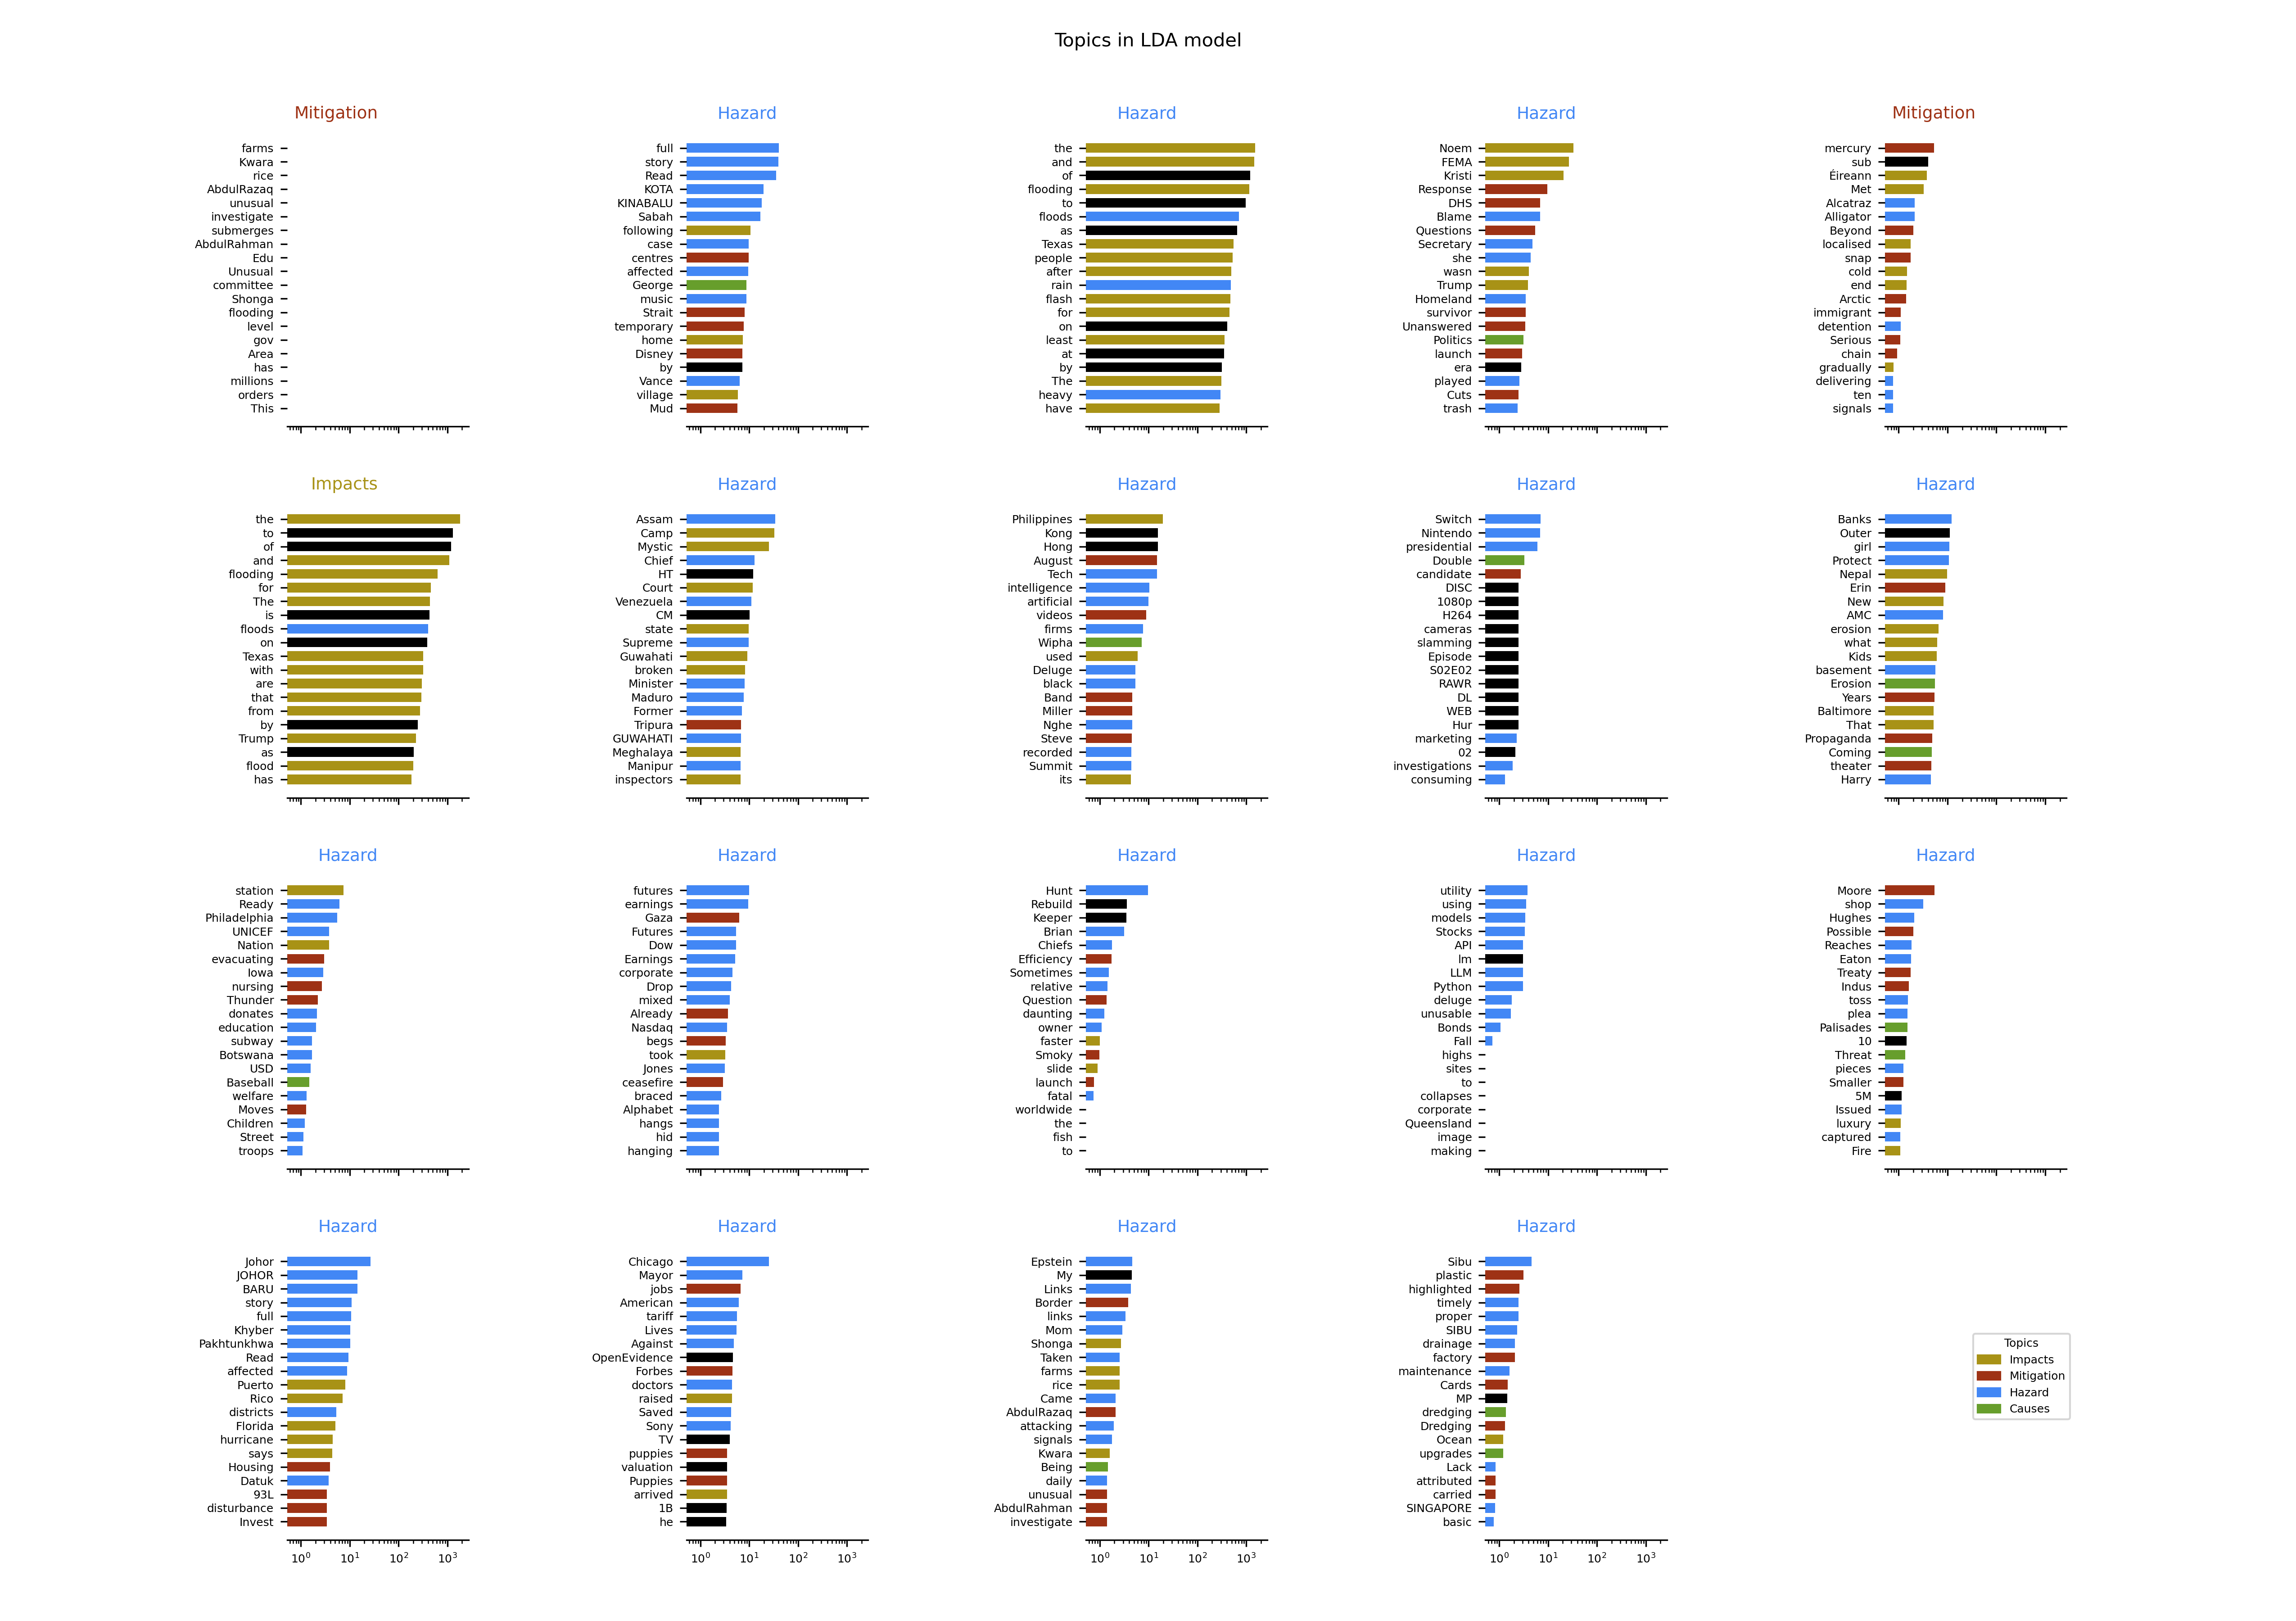 Topics in LDA model
Mitigation
farms
Kwara
rice
AbdulRazaq
unusual
investigate
submerges
AbdulRahman
Edu
Unusual
committee
Shonga
flooding
level
gov
Area
has
millions
orders
This
Hazard
full
story
Read
KOTA
KINABALU
Sabah
following
case
centres
affected
George
music
Strait
temporary
home
Disney
by
Vance
village
Mud
Hazard
the
and
of
flooding
to
floods
as
Texas
people
after
rain
flash
for
on
least
at
by
The
heavy
have
Hazard
Noem
FEMA
Kristi
Response
DHS
Blame
Questions
Secretary
she
wasn
Trump
Homeland
survivor
Unanswered
Politics
launch
era
played
Cuts
trash
Mitigation
mercury
sub
Éireann
Met
Alcatraz
Alligator
Beyond
localised
snap
cold
end
Arctic
immigrant
detention
Serious
chain
gradually
delivering
ten
signals
Impacts
the
to
of
and
flooding
for
The
is
floods
on
Texas
with
are
that
from
by
Trump
as
flood
has
Hazard
Assam
Camp
Mystic
Chief
HT
Court
Venezuela
CM
state
Supreme
Guwahati
broken
Minister
Maduro
Former
Tripura
GUWAHATI
Meghalaya
Manipur
inspectors
Hazard
Philippines
Kong
Hong
August
Tech
intelligence
artificial
videos
firms
Wipha
used
Deluge
black
Band
Miller
Nghe
Steve
recorded
Summit
its
Hazard
Switch
Nintendo
presidential
Double
candidate
DISC
1080p
H264
cameras
slamming
Episode
S02E02
RAWR
DL
WEB
Hur
marketing
02
investigations
consuming
Hazard
Banks
Outer
girl
Protect
Nepal
Erin
New
AMC
erosion
what
Kids
basement
Erosion
Years
Baltimore
That
Propaganda
Coming
theater
Harry
Hazard
station
Ready
Philadelphia
UNICEF
Nation
evacuating
Iowa
nursing
Thunder
donates
education
subway
Botswana
USD
Baseball
welfare
Moves
Children
Street
troops
Hazard
futures
earnings
Gaza
Futures
Dow
Earnings
corporate
Drop
mixed
Already
Nasdaq
begs
took
Jones
ceasefire
braced
Alphabet
hangs
hid
hanging
Hazard
Hunt
Rebuild
Keeper
Brian
Chiefs
Efficiency
Sometimes
relative
Question
daunting
owner
faster
Smoky
slide
launch
fatal
worldwide
the
fish
to
Hazard
utility
using
models
Stocks
API
lm
LLM
Python
deluge
unusable
Bonds
Fall
highs
sites
to
collapses
corporate
Queensland
image
making
Hazard
Moore
shop
Hughes
Possible
Reaches
Eaton
Treaty
Indus
toss
plea
Palisades
10
Threat
pieces
Smaller
5M
Issued
luxury
captured
Fire
Hazard
Johor
JOHOR
BARU
story
full
Khyber
Pakhtunkhwa
Read
affected
Puerto
Rico
districts
Florida
hurricane
says
Housing
Datuk
93L
disturbance
Invest
10⁰ 10¹ 10² 10³
Hazard
Chicago
Mayor
jobs
American
tariff
Lives
Against
OpenEvidence
Forbes
doctors
raised
Saved
Sony
TV
puppies
valuation
Puppies
arrived
1B
he
10⁰ 10¹ 10² 10³
Hazard
Epstein
My
Links
Border
links
Mom
Shonga
Taken
farms
rice
Came
AbdulRazaq
attacking
signals
Kwara
Being
daily
unusual
AbdulRahman
investigate
10⁰ 10¹ 10² 10³
Hazard
Sibu
plastic
highlighted
timely
proper
SIBU
drainage
factory
maintenance
Cards
MP
dredging
Dredging
Ocean
upgrades
Lack
attributed
carried
SINGAPORE
basic
10⁰ 10¹ 10² 10³
Topics
Impacts
Mitigation
Hazard
Causes